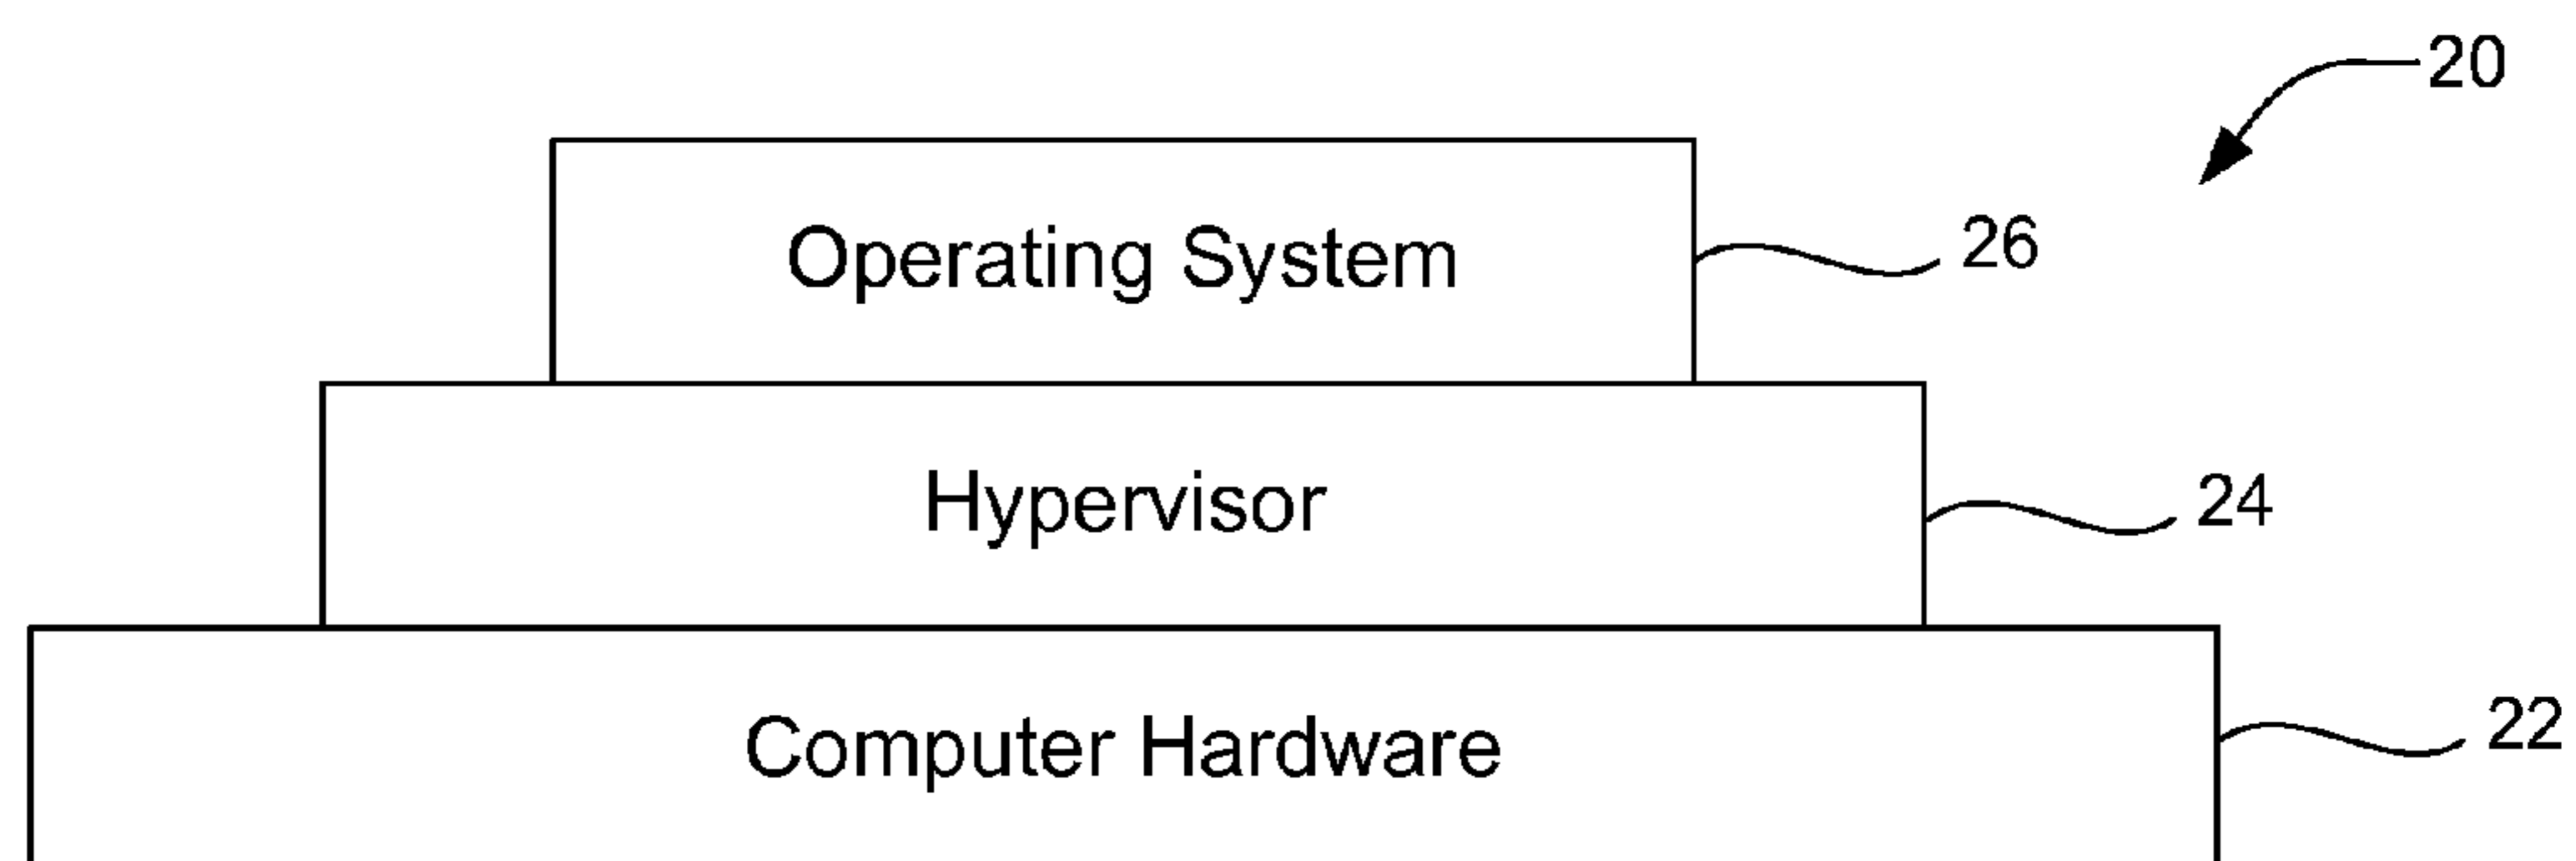 20
Operating System
26
Hypervisor
24
Computer Hardware
22